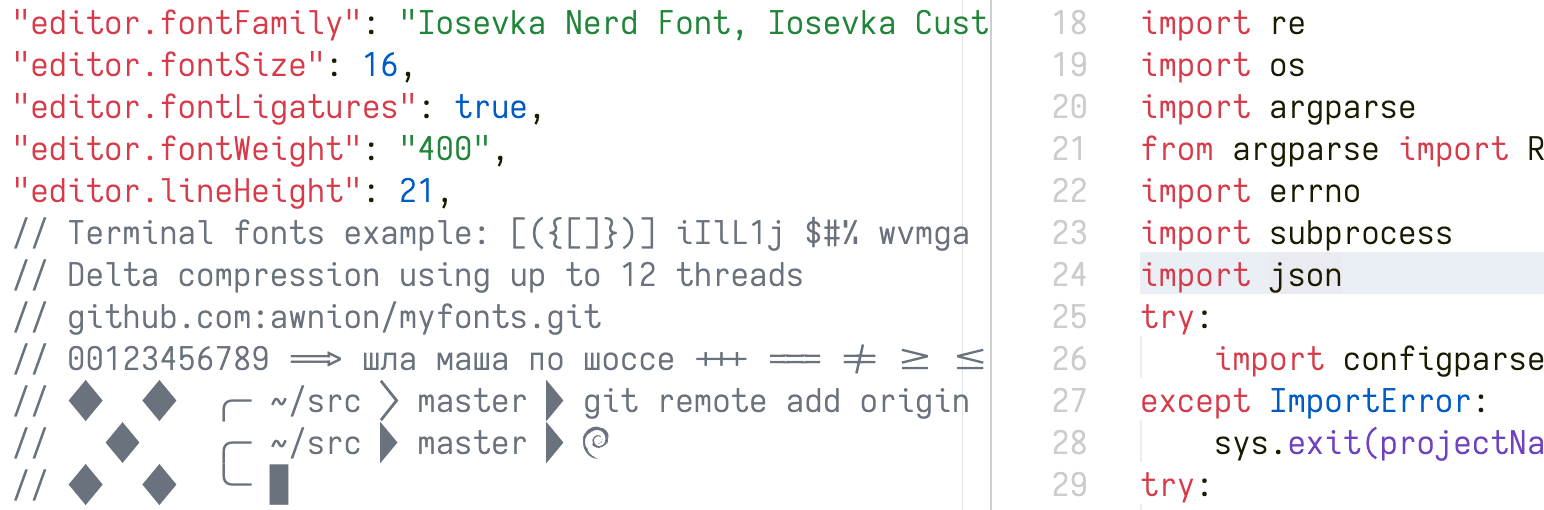 "editor.fontFamily": "Iosevka Nerd Font, Iosevka Cust
"editor.fontSize": 16,
"editor.fontLigatures": true,
"editor.fontWeight": "400",
"editor.lineHeight": 21,
// Terminal fonts example: [({[]})] iIlL1j $#% wvmga
// Delta compression using up to 12 threads
// github.com:awnion/myfonts.git
// 00123456789 ⟹ шла маша по шоссе +++ === ≠ ≥ ≤
// ♦ ♦ ╭─ ~/src 〉 master ▶ git remote add origin
// ♦ ╭─ ~/src ▶ master ▶ 
// ♦ ♦ ╰─ █
18 import re
19 import os
20 import argparse
21 from argparse import R
22 import errno
23 import subprocess
24 import json
25 try:
26 import configparse
27 except ImportError:
28 sys.exit(projectNa
29 try: